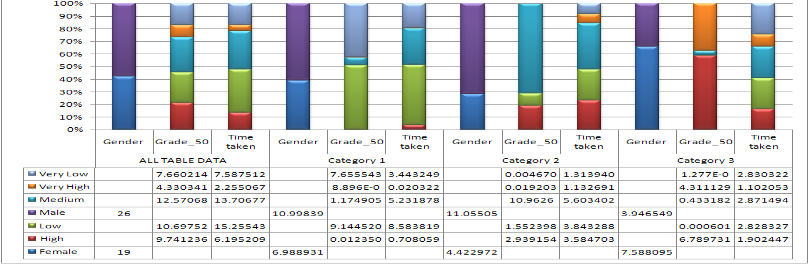 100%
90%
80%
70%
60%
50%
40%
30%
20%
10%
0%
Gender Grade_50 Time taken Gender Grade_50 Time taken Gender Grade_50 Time taken Gender Grade_50 Time taken
ALL TABLE DATA Category 1 Category 2 Category 3
Very Low 7.660214 7.587512 7.655543 3.443249 0.004670 1.313940 1.277E-0 2.830322
Very High 4.330341 2.255067 8.896E-0 0.020322 0.019203 1.132691 4.311129 1.102053
Medium 12.57068 13.70677 1.174905 5.231878 10.9626 5.603402 0.433182 2.871494
Male 26 10.99839 11.05505 3.946549
Low 10.69752 15.25543 9.144520 8.583819 1.552398 3.843288 0.000601 2.828327
High 9.741236 6.195209 0.012350 0.708059 2.939154 3.584703 6.789731 1.902447
Female 19 6.988931 4.422972 7.588095